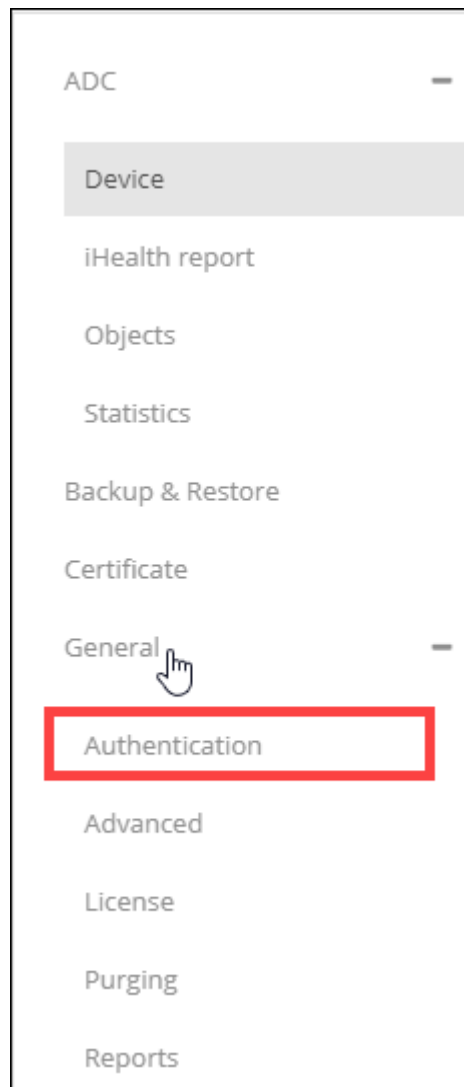 ADC
Device
iHealth report
Objects
Statistics
Backup & Restore
Certificate
General
Authentication
Advanced
License
Purging
Reports